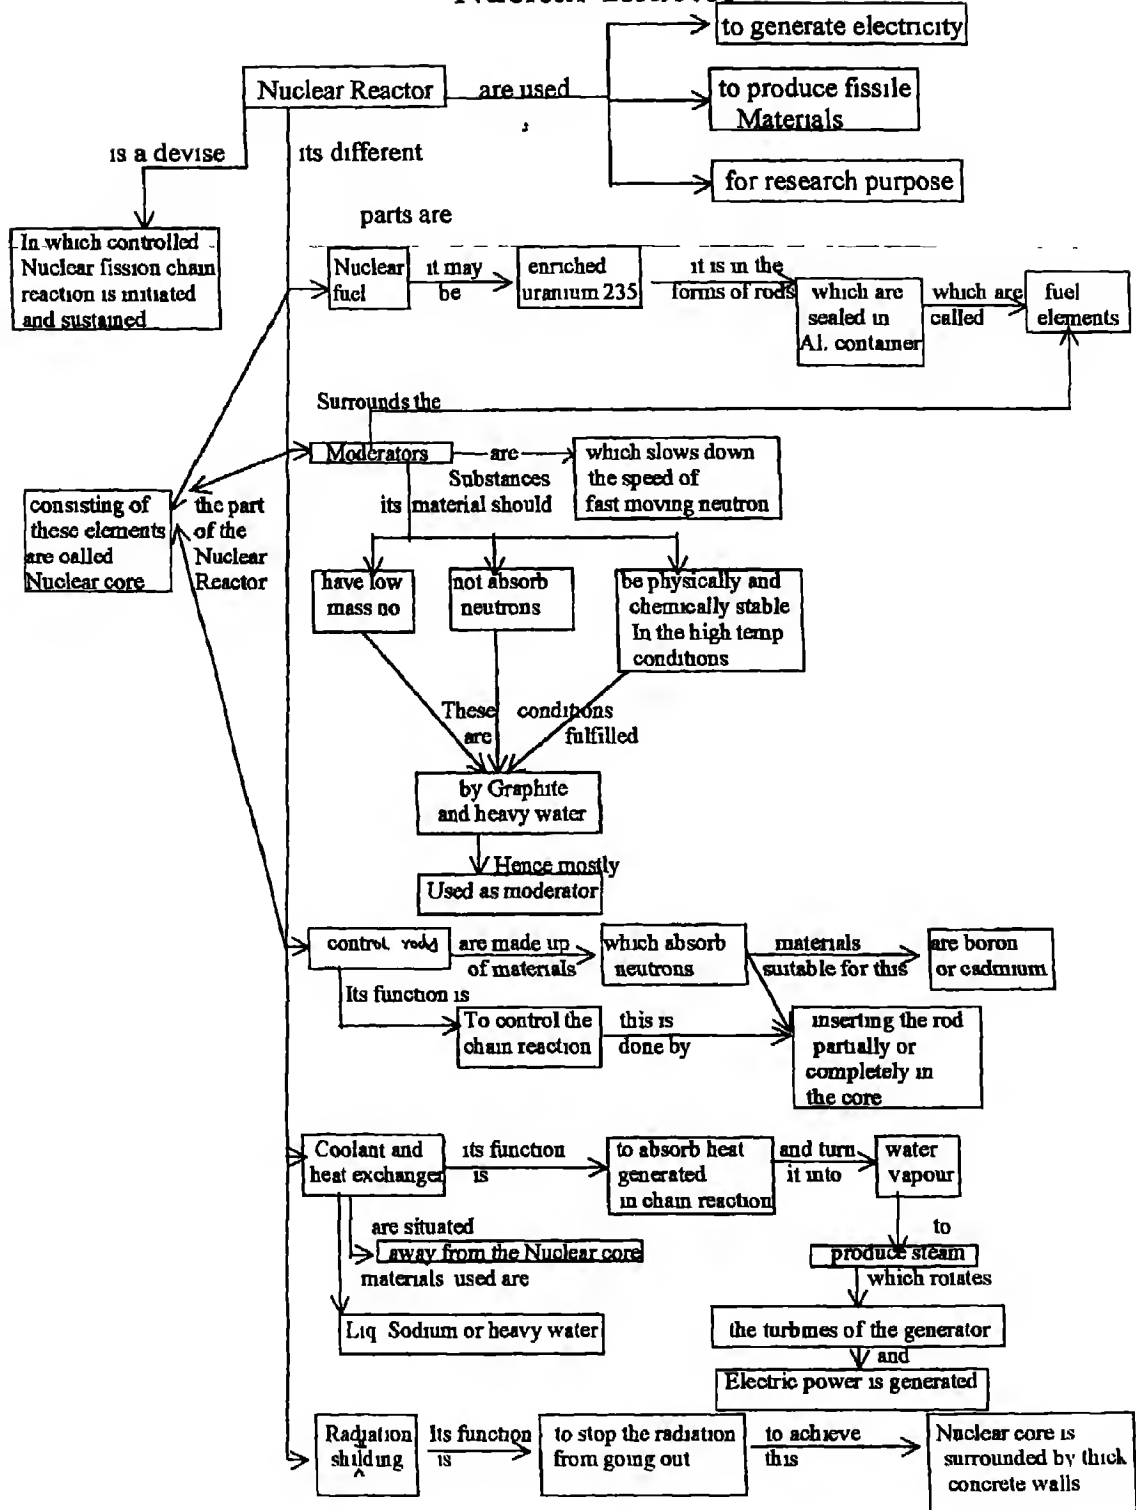 to generate electricity
Nuclear Reactor are used
to produce fissile
Materials
for research purpose
is a devise
In which controlled
Nuclear fission chain
reaction is initiated
and sustained
its different
parts are
Nuclear
fuel
it may
be
enriched
uranium 235
it is in the
forms of rods
which are
sealed in
Al. container
which are
called
fuel
elements
Surrounds the
Moderators
are
Substances
which slows down
the speed of
fast moving neutron
consisting of
these elements
are called
Nuclear core
the part
of the
Nuclear
Reactor
its material should
have low
mass no
not absorb
neutrons
be physically and
chemically stable
In the high temp
conditions
These conditions
are fulfilled
by Graphite
and heavy water
Hence mostly
Used as moderator
control rods
are made up
of materials
which absorb
neutrons
materials
suitable for this
are boron
or cadmium
Its function is
To control the
chain reaction
this is
done by
inserting the rod
partially or
completely in
the core
Coolant and
heat exchanger
its function
is
to absorb heat
generated
in chain reaction
and turn
it into
water
vapour
to
produce steam
which rotates
the turbines of the generator
and
Electric power is generated
are situated
away from the Nuclear core
materials used are
Liq Sodium or heavy water
Radiation
shilding
Its function
is
to stop the radiation
from going out
to achieve
this
Nuclear core is
surrounded by thick
concrete walls